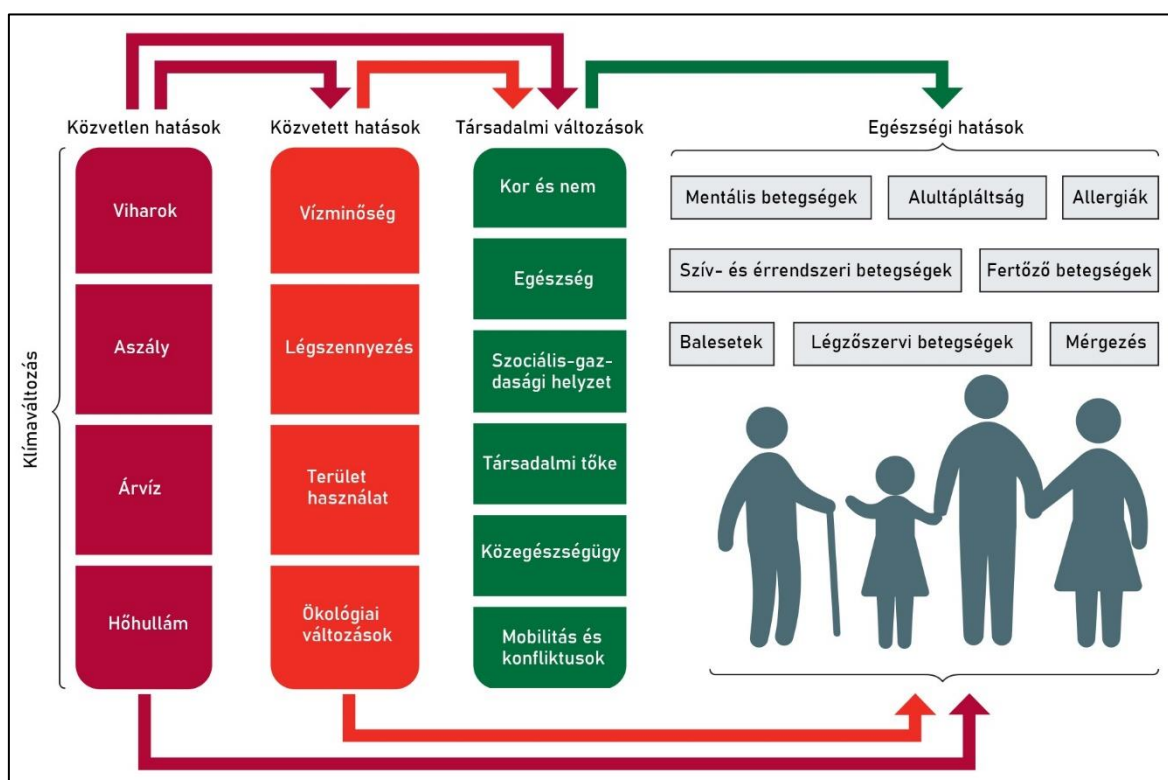 Közvetlen hatások
Közvetett hatások
Társadalmi változások
Egészségi hatások
Klímaváltozás
Viharok
Aszály
Árvíz
Hőhullám
Vízminőség
Légszennyezés
Terület
használat
Ökológiai
változások
Kor és nem
Egészség
Szociális-gaz-
dasági helyzet
Társadalmi tőke
Közegészségügy
Mobilitás és
konfliktusok
Mentális betegségek
Alultápláltság
Allergiák
Szív- és érrendszeri betegségek
Fertőző betegségek
Balesetek
Légzőszervi betegségek
Mérgezés